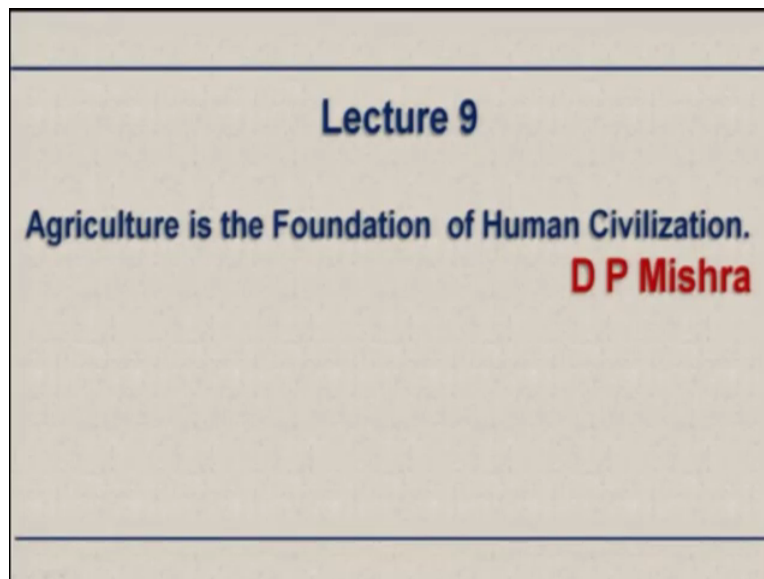 Lecture 9
Agriculture is the Foundation of Human Civilization.
D P Mishra